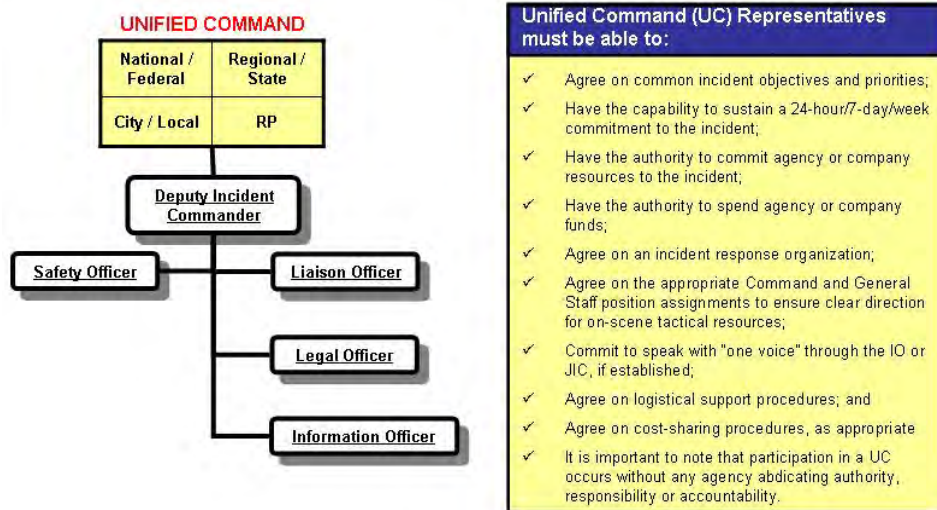 UNIFIED COMMAND
National /
Federal
Regional /
State
City / Local
RP
Deputy Incident
Commander
Safety Officer
Liaison Officer
Legal Officer
Information Officer
Unified Command (UC) Representatives
must be able to:
✓ Agree on common incident objectives and priorities;
✓ Have the capability to sustain a 24-hour/7-day/week
commitment to the incident;
✓ Have the authority to commit agency or company
resources to the incident;
✓ Have the authority to spend agency or company
funds;
✓ Agree on an incident response organization;
✓ Agree on the appropriate Command and General
Staff position assignments to ensure clear direction
for on-scene tactical resources;
✓ Commit to speak with "one voice" through the IO or
JIC, if established;
✓ Agree on logistical support procedures; and
✓ Agree on cost-sharing procedures, as appropriate
✓ It is important to note that participation in a UC
occurs without any agency abdicating authority,
responsibility or accountability.